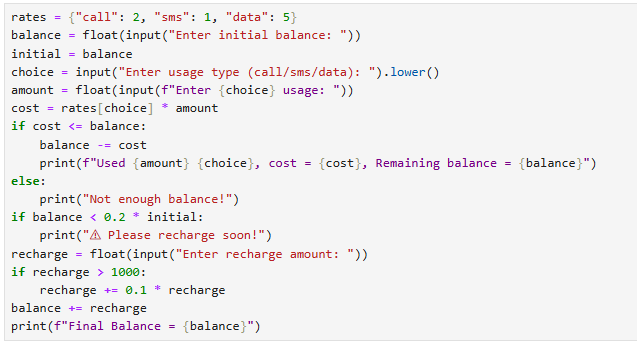 rates = {"call": 2, "sms": 1, "data": 5}
balance = float(input("Enter initial balance: "))
initial = balance
choice = input("Enter usage type (call/sms/data): ").lower()
amount = float(input(f"Enter {choice} usage: "))
cost = rates[choice] * amount
if cost <= balance:
    balance -= cost
    print(f"Used {amount} {choice}, cost = {cost}, Remaining balance = {balance}")
else:
    print("Not enough balance!")
if balance < 0.2 * initial:
    print("⚠ Please recharge soon!")
recharge = float(input("Enter recharge amount: "))
if recharge > 1000:
    recharge += 0.1 * recharge
balance += recharge
print(f"Final Balance = {balance}")